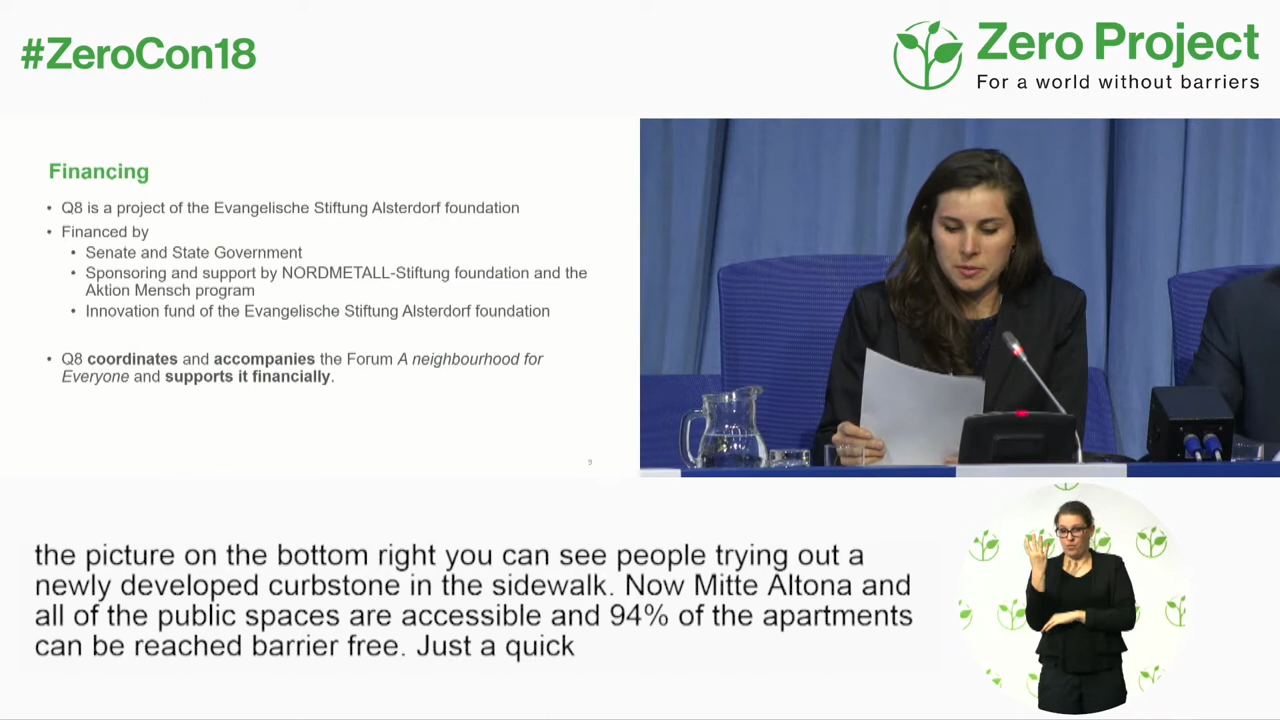 #ZeroCon18
Zero Project
For a world without barriers
Financing
• Q8 is a project of the Evangelische Stiftung Alsterdorf foundation
• Financed by
• Senate and State Government
• Sponsoring and support by NORDMETALL-Stiftung foundation and the
Aktion Mensch program
• Innovation fund of the Evangelische Stiftung Alsterdorf foundation
• Q8 coordinates and accompanies the Forum A neighbourhood for
Everyone and supports it financially.
9
the picture on the bottom right you can see people trying out a
newly developed curbstone in the sidewalk. Now Mitte Altona and
all of the public spaces are accessible and 94% of the apartments
can be reached barrier free. Just a quick